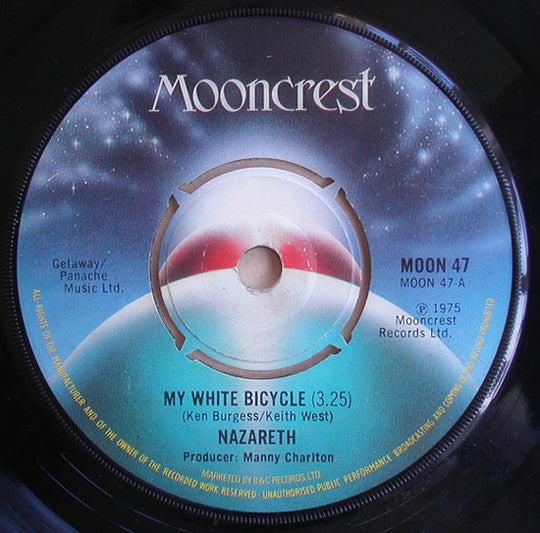 Mooncrest
Getaway/
Panache
Music Ltd.
MOON 47
MOON 47-A
℗ 1975
Mooncrest
Records Ltd.
MY WHITE BICYCLE (3.25)
(Ken Burgess/Keith West)
NAZARETH
Producer: Manny Charlton
MARKETED BY B&C RECORDS LTD.
ALL RIGHTS OF THE MANUFACTURER AND OF THE OWNER OF THE RECORDED WORK RESERVED · UNAUTHORISED PUBLIC PERFORMANCE BROADCASTING AND COPYING OF THE RECORD PROHIBITED